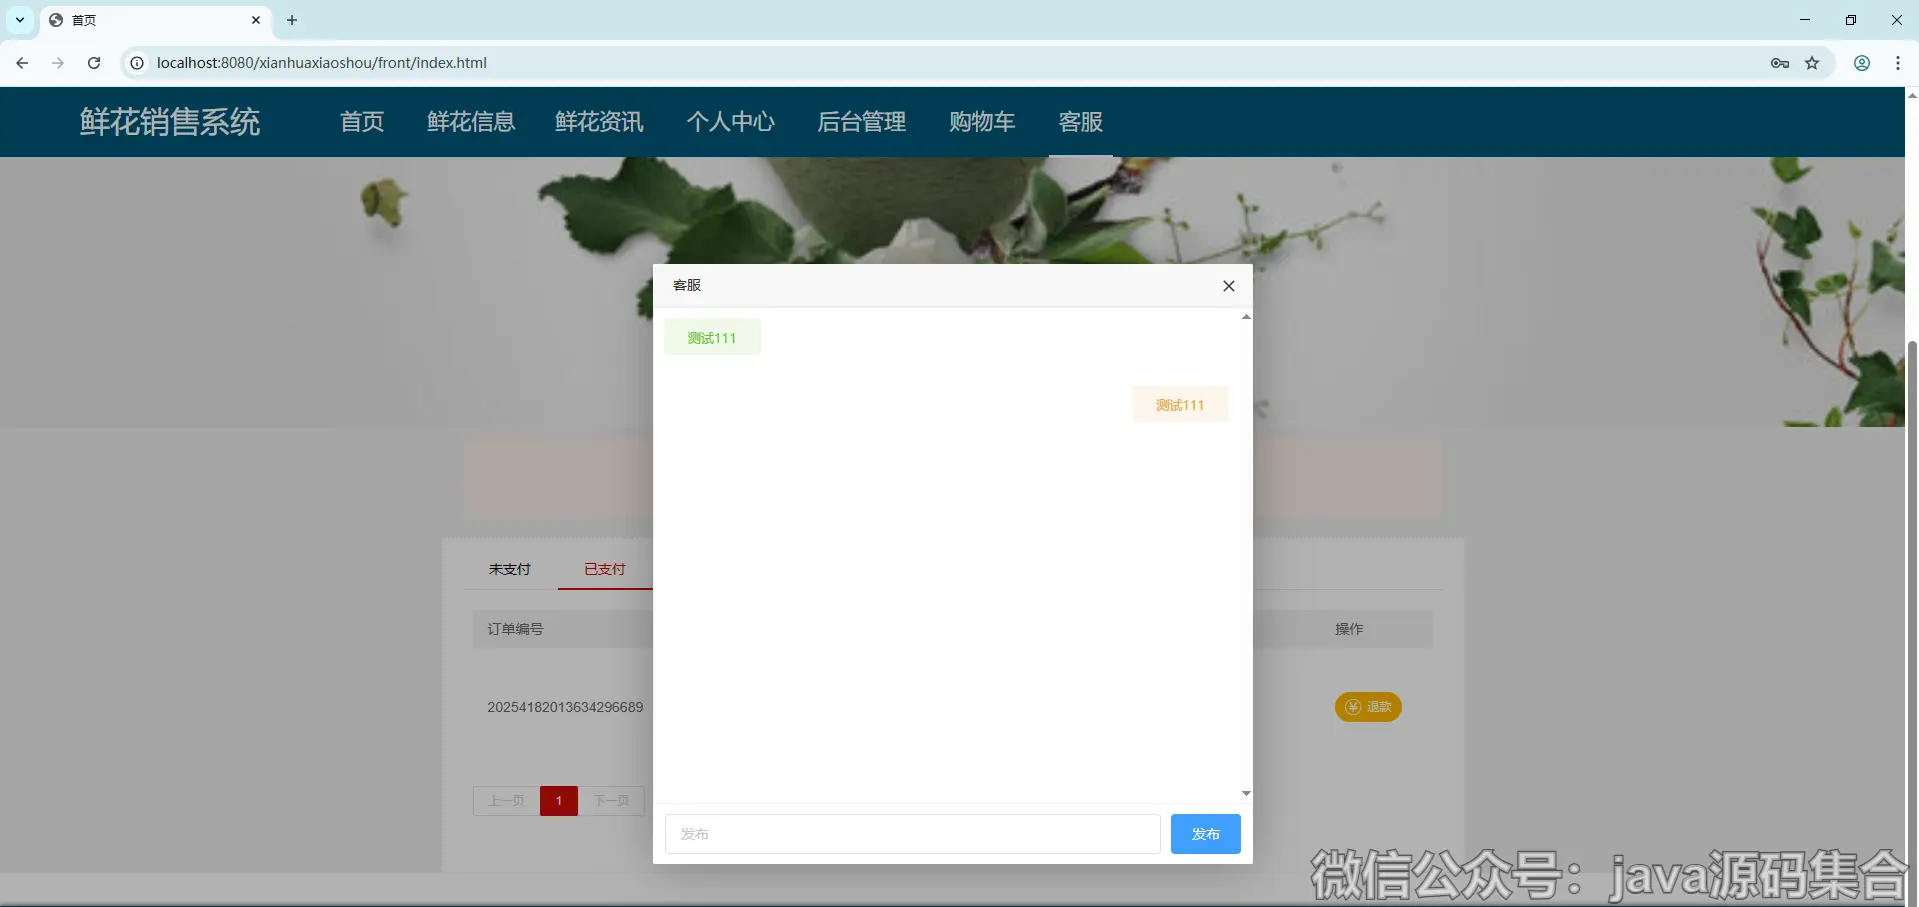 首页
localhost:8080/xianhuaxiaoshou/front/index.html
鲜花销售系统 首页 鲜花信息 鲜花资讯 个人中心 后台管理 购物车 客服
客服
测试111
测试111
未支付 已支付
订单编号 操作
20254182013634296689 退款
上一页 1 下一页
发布 发布
微信公众号：java源码集合